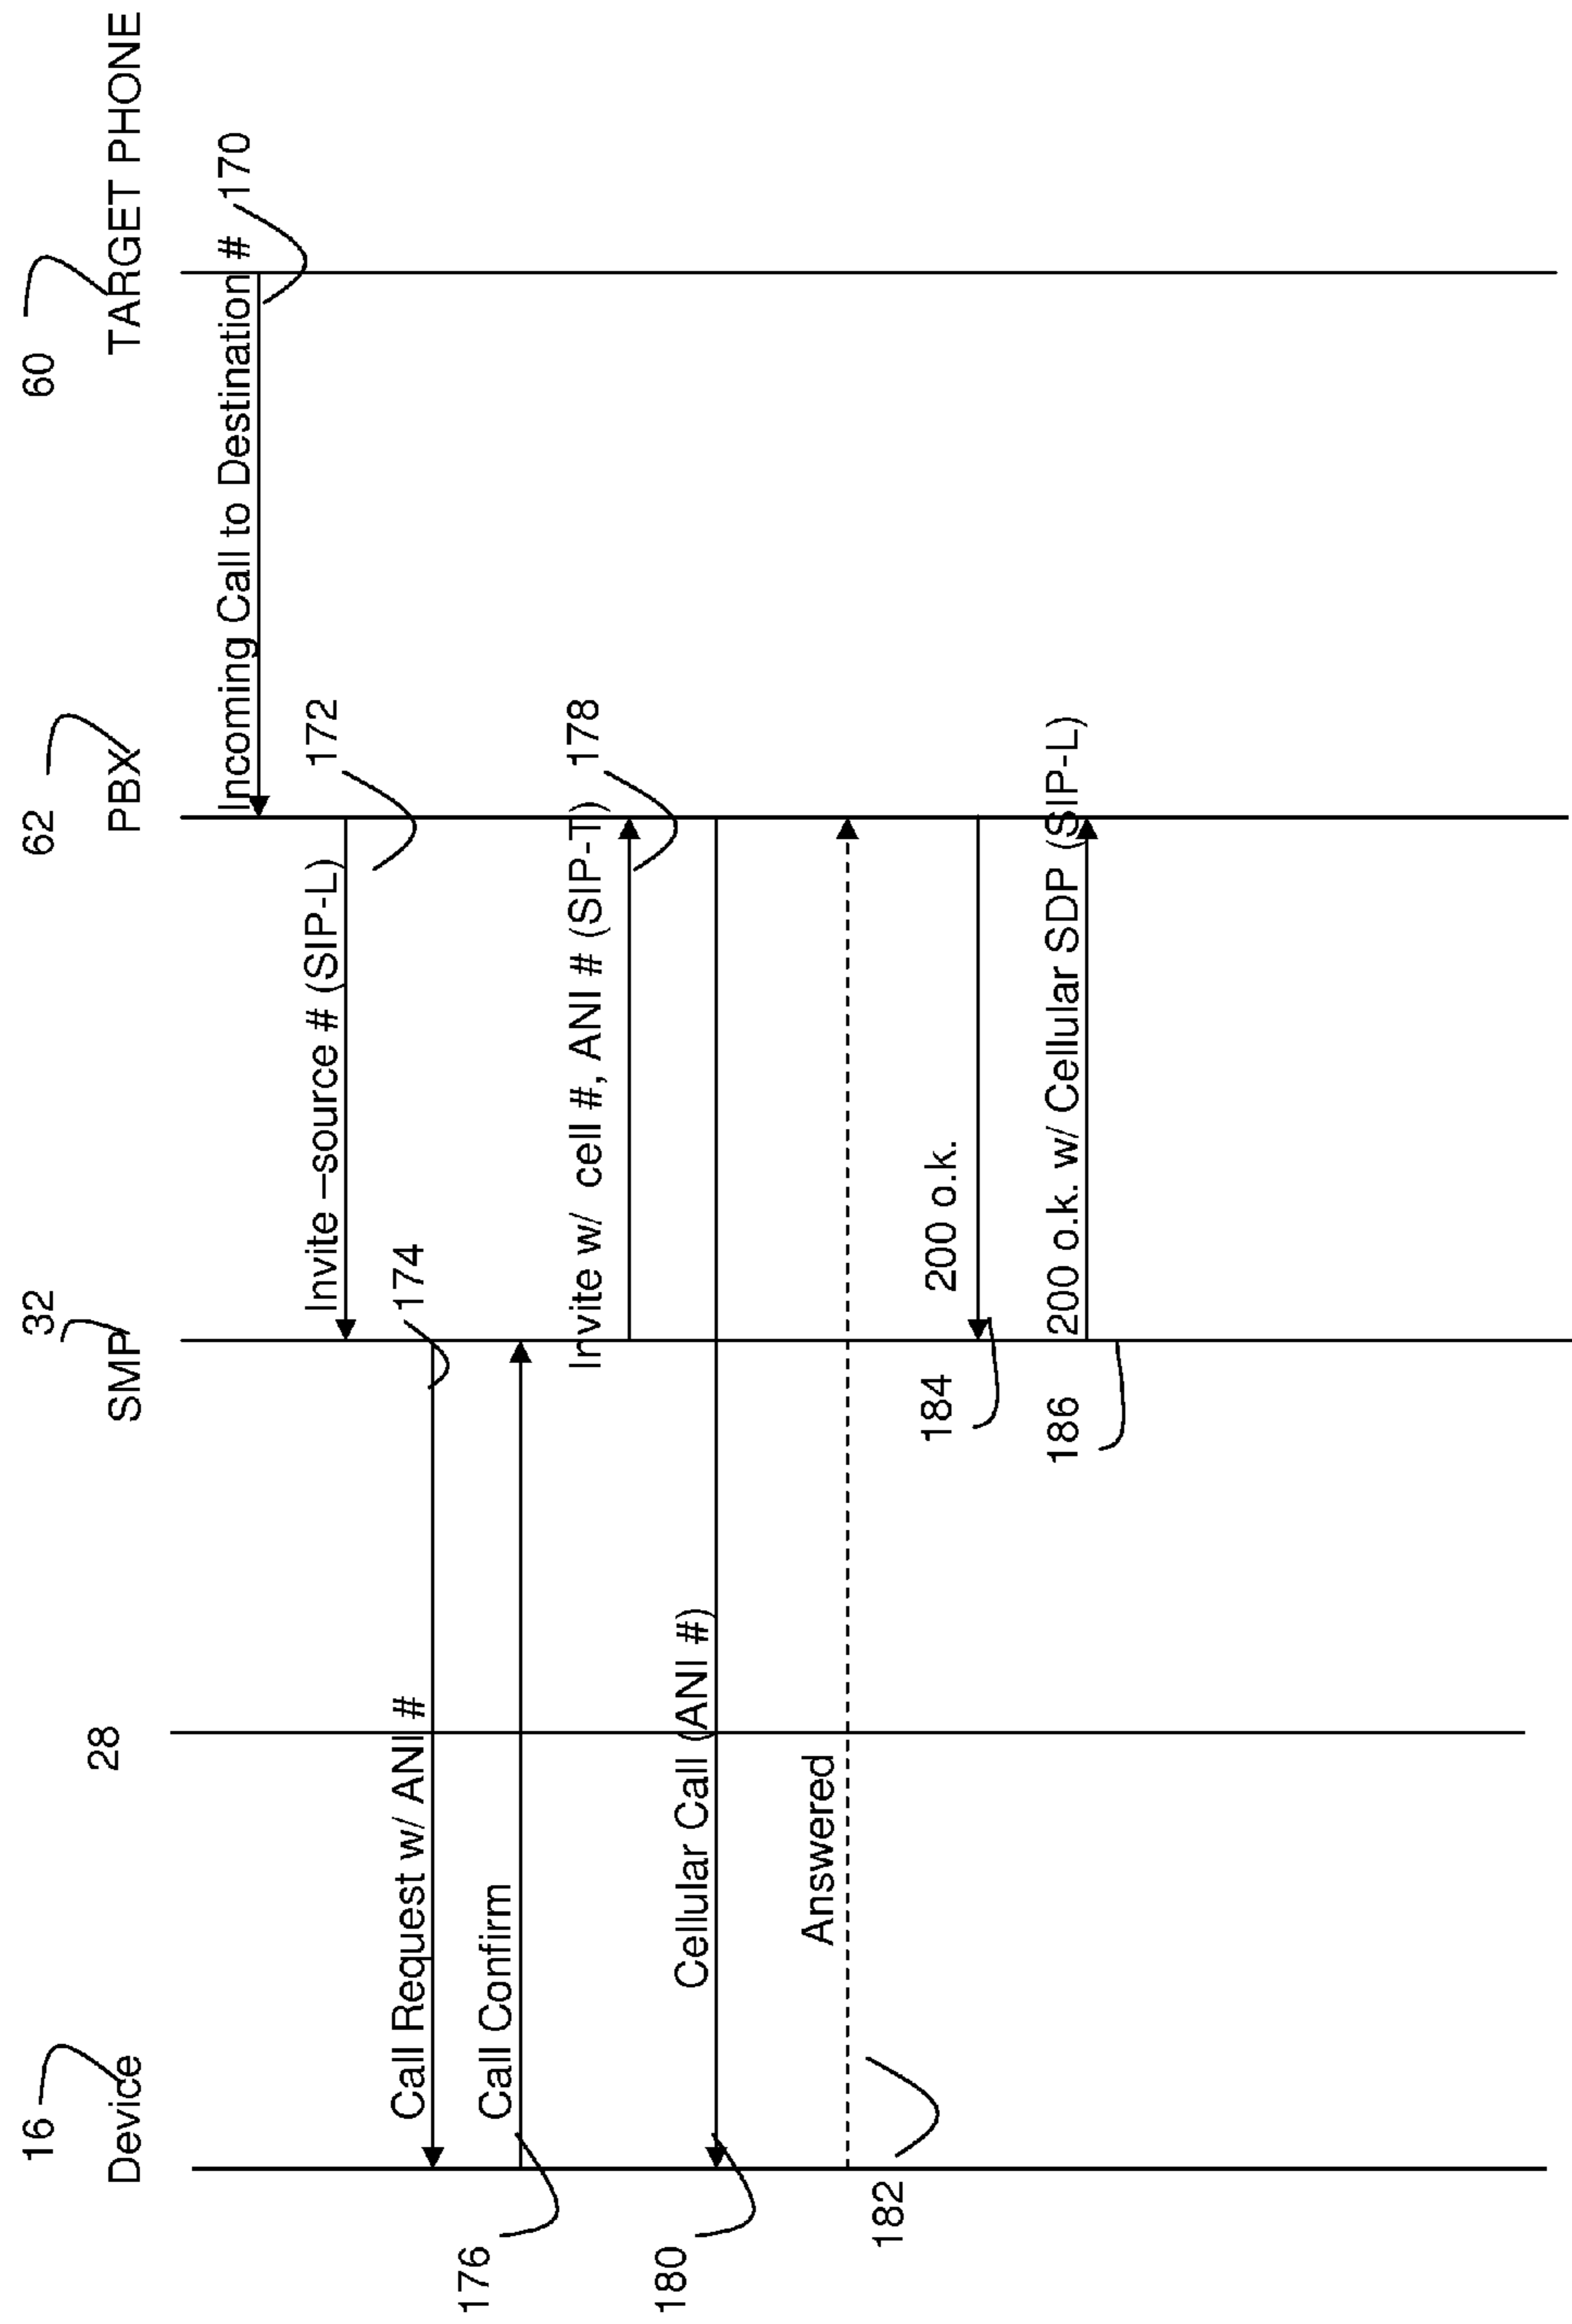 16
Device
28
32
SMP
62
PBX
60
TARGET PHONE
Incoming Call to Destination #
170
Invite –source # (SIP-L)
172
Call Request w/ ANI #
174
Call Confirm
176
Invite w/ cell #, ANI # (SIP-T)
178
Cellular Call (ANI #)
180
Answered
182
200 o.k.
184
200 o.k. w/ Cellular SDP (SIP-L)
186